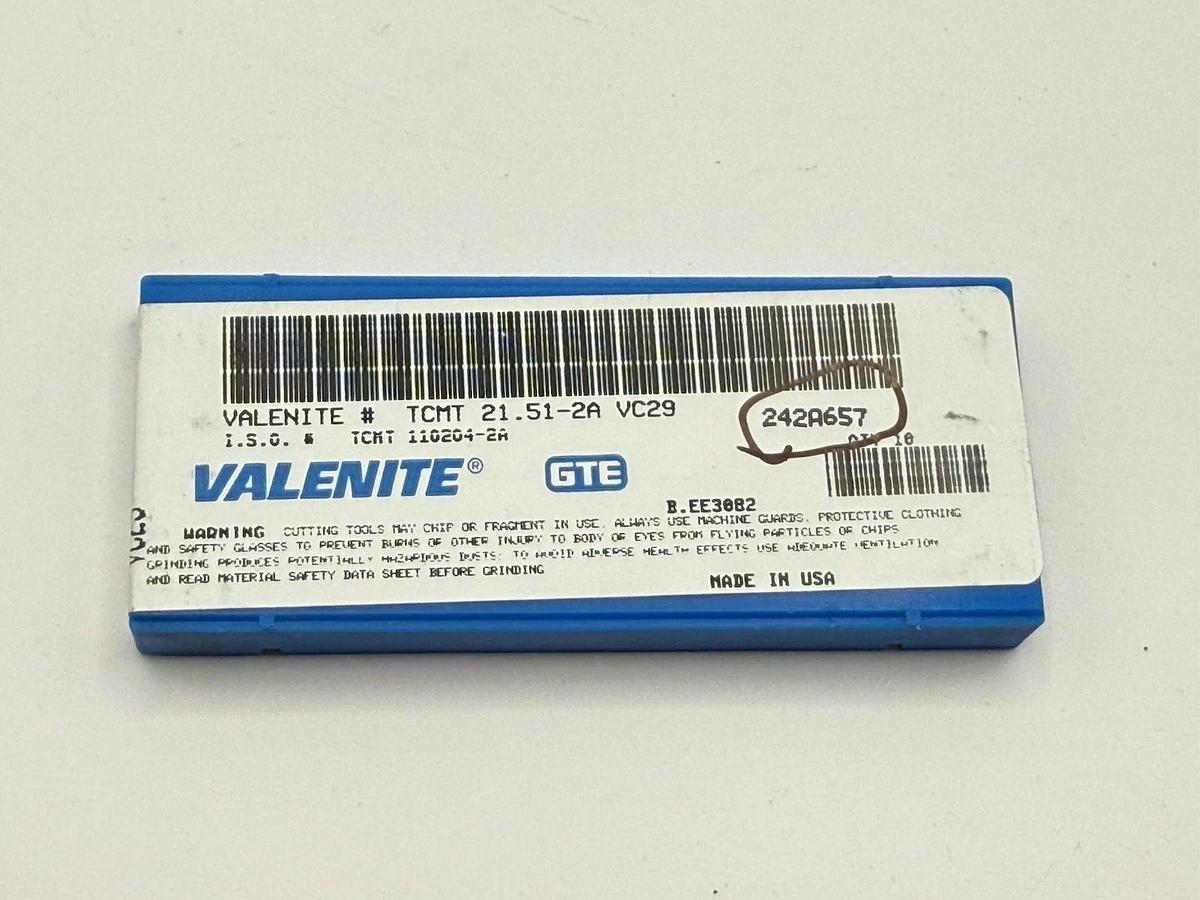 VALENITE # TCMT 21.51-2A VC29
242A657
I.S.O. # TCMT 110204-2A
QTY 10
VALENITE® GTE
B.EE3082
WARNING CUTTING TOOLS MAY CHIP OR FRAGMENT IN USE. ALWAYS USE MACHINE GUARDS, PROTECTIVE CLOTHING
AND SAFETY GLASSES TO PREVENT BURNS OR OTHER INJURY TO BODY OR EYES FROM FLYING PARTICLES OR CHIPS
GRINDING PRODUCES POTENTIALLY HAZARDOUS DUSTS: TO AVOID ADVERSE HEALTH EFFECTS USE ADEQUATE VENTILATION
AND READ MATERIAL SAFETY DATA SHEET BEFORE GRINDING
MADE IN USA